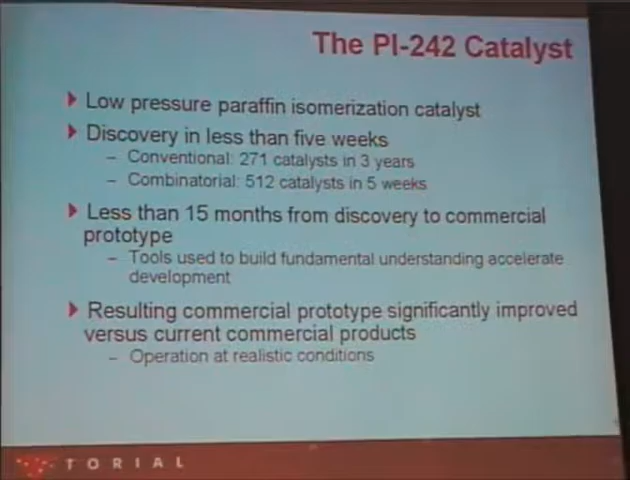 The PI-242 Catalyst
Low pressure paraffin isomerization catalyst
Discovery in less than five weeks
– Conventional: 271 catalysts in 3 years
– Combinatorial: 512 catalysts in 5 weeks
Less than 15 months from discovery to commercial
prototype
– Tools used to build fundamental understanding accelerate
development
Resulting commercial prototype significantly improved
versus current commercial products
– Operation at realistic conditions
TORIAL